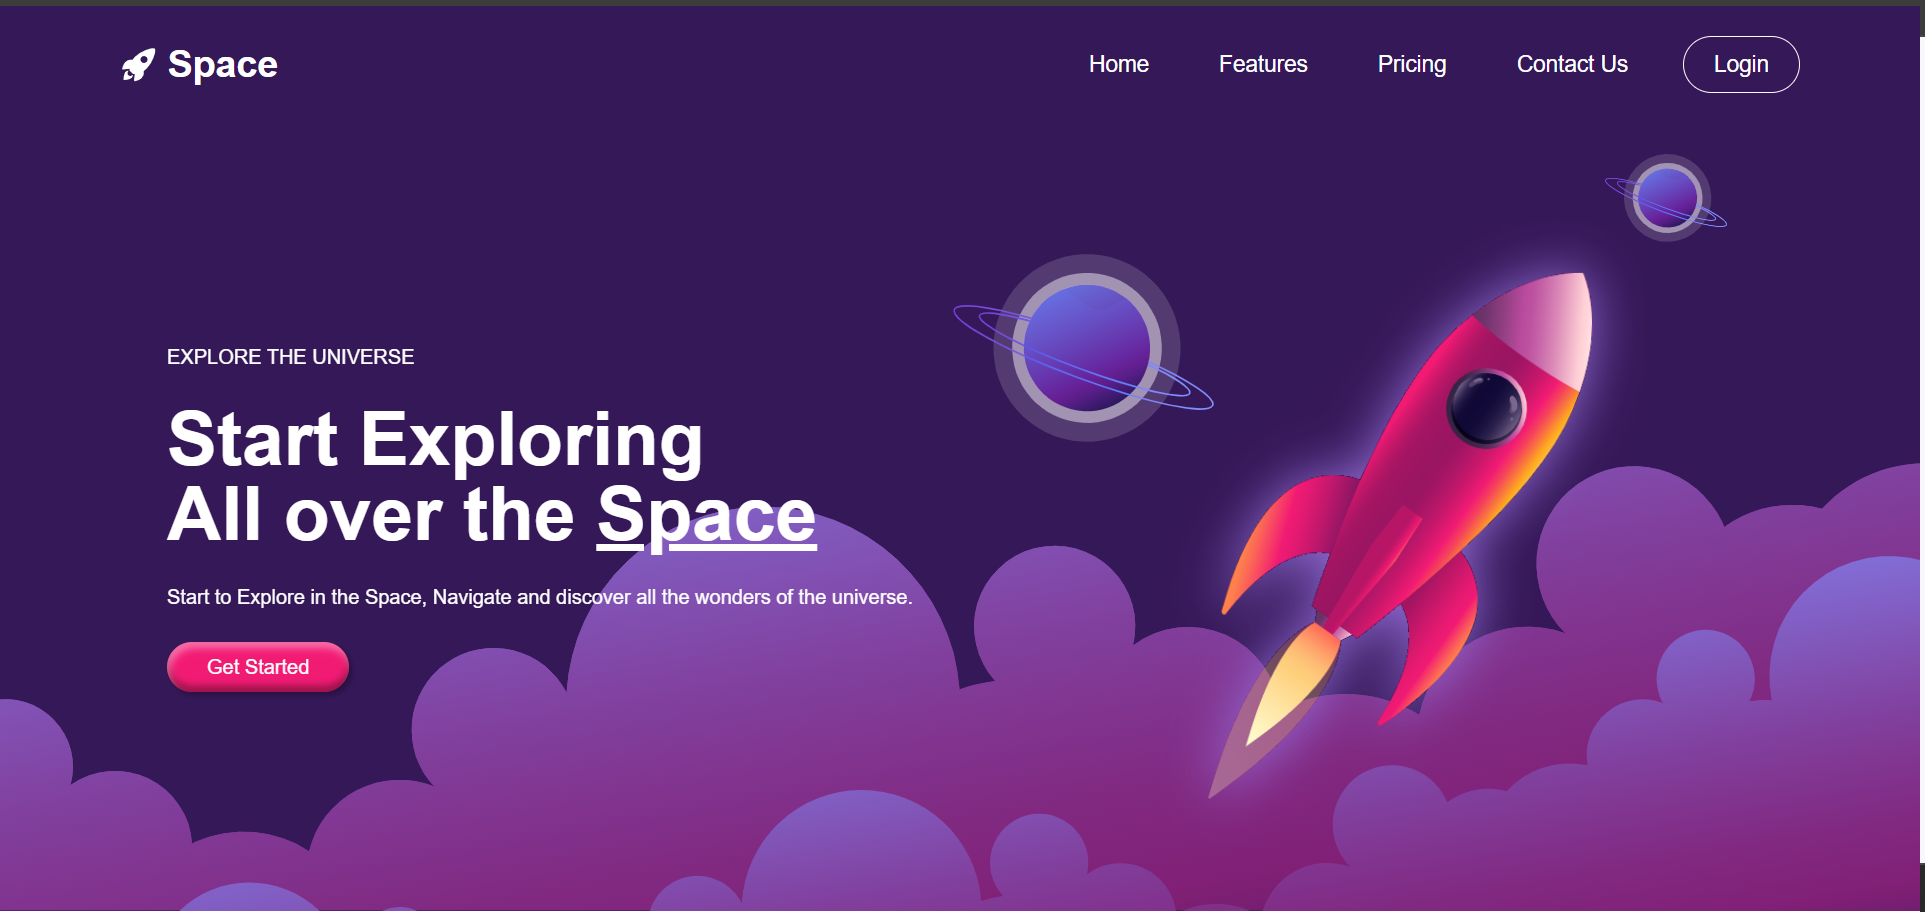 Space
Home
Features
Pricing
Contact Us
Login
EXPLORE THE UNIVERSE
Start Exploring
All over the Space
Start to Explore in the Space, Navigate and discover all the wonders of the universe.
Get Started